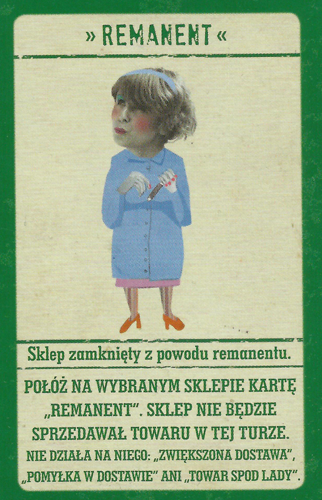 » REMANENT «
Sklep zamknięty z powodu remanentu.
POŁÓŻ NA WYBRANYM SKLEPIE KARTĘ
„REMANENT”. SKLEP NIE BĘDZIE
SPRZEDAWAŁ TOWARU W TEJ TURZE.
NIE DZIAŁA NA NIEGO: „ZWIĘKSZONA DOSTAWA”,
„POMYŁKA W DOSTAWIE” ANI „TOWAR SPOD LADY”.